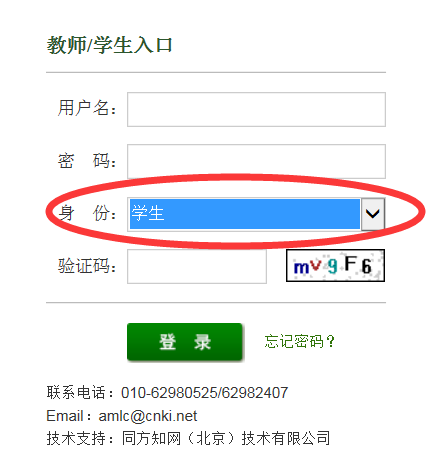 教师/学生入口
用户名：
密 码：
身 份： 学生
验证码： mv9F6
登 录 忘记密码？
联系电话：010-62980525/62982407
Email：amlc@cnki.net
技术支持：同方知网（北京）技术有限公司